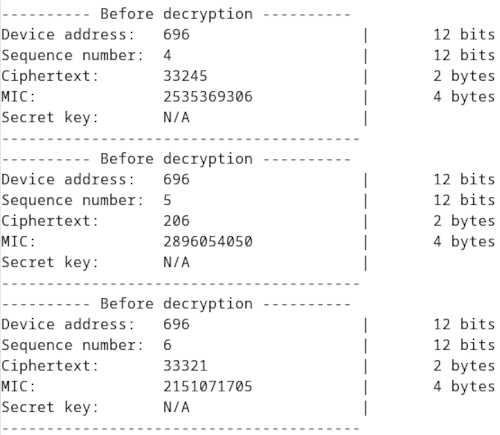 ---------- Before decryption ----------
Device address:   696                   |       12 bits
Sequence number:  4                     |       12 bits
Ciphertext:       33245                 |       2 bytes
MIC:              2535369306            |       4 bytes
Secret key:       N/A                   |
----------------------------------------
---------- Before decryption ----------
Device address:   696                   |       12 bits
Sequence number:  5                     |       12 bits
Ciphertext:       206                   |       2 bytes
MIC:              2896054050            |       4 bytes
Secret key:       N/A                   |
----------------------------------------
---------- Before decryption ----------
Device address:   696                   |       12 bits
Sequence number:  6                     |       12 bits
Ciphertext:       33321                 |       2 bytes
MIC:              2151071705            |       4 bytes
Secret key:       N/A                   |
----------------------------------------